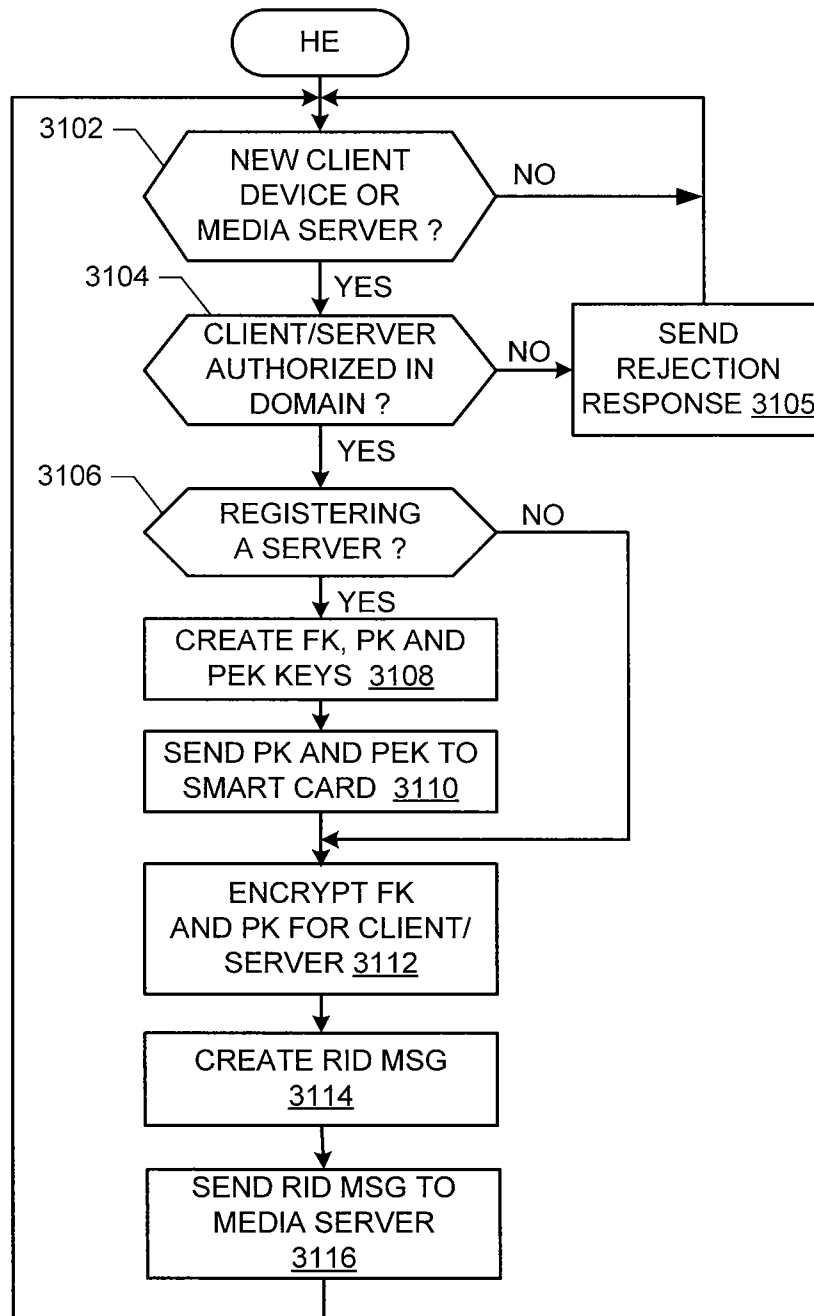 HE
3102
NEW CLIENT
DEVICE OR
MEDIA SERVER ?
NO
YES
3104
CLIENT/SERVER
AUTHORIZED IN
DOMAIN ?
NO
SEND
REJECTION
RESPONSE 3105
YES
3106
REGISTERING
A SERVER ?
NO
YES
CREATE FK, PK AND
PEK KEYS 3108
SEND PK AND PEK TO
SMART CARD 3110
ENCRYPT FK
AND PK FOR CLIENT/
SERVER 3112
CREATE RID MSG
3114
SEND RID MSG TO
MEDIA SERVER
3116